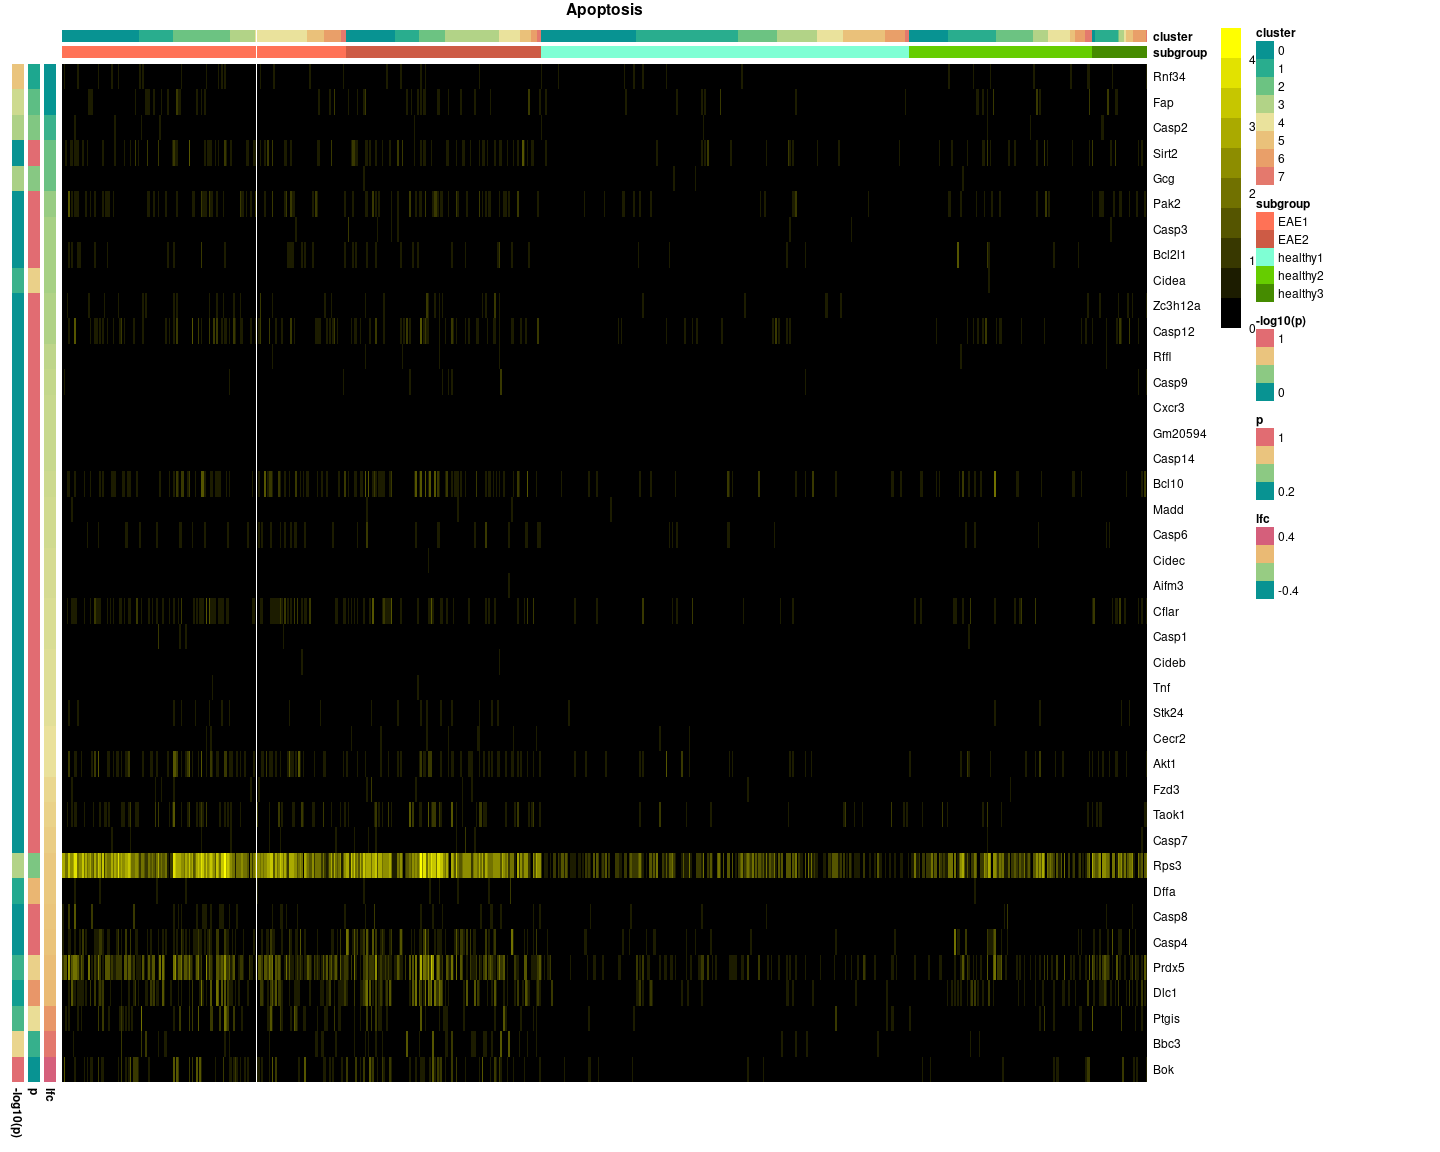 Apoptosis
cluster
subgroup
Rnf34
Fap
Casp2
Sirt2
Gcg
Pak2
Casp3
Bcl2l1
Cidea
Zc3h12a
Casp12
Rffl
Casp9
Cxcr3
Gm20594
Casp14
Bcl10
Madd
Casp6
Cidec
Aifm3
Cflar
Casp1
Cideb
Tnf
Stk24
Cecr2
Akt1
Fzd3
Taok1
Casp7
Rps3
Dffa
Casp8
Casp4
Prdx5
Dlc1
Ptgis
Bbc3
Bok
4
3
2
1
0
cluster
0
1
2
3
4
5
6
7
subgroup
EAE1
EAE2
healthy1
healthy2
healthy3
-log10(p)
1
0
p
1
0.2
lfc
0.4
-0.4
-log10(p)
p
lfc